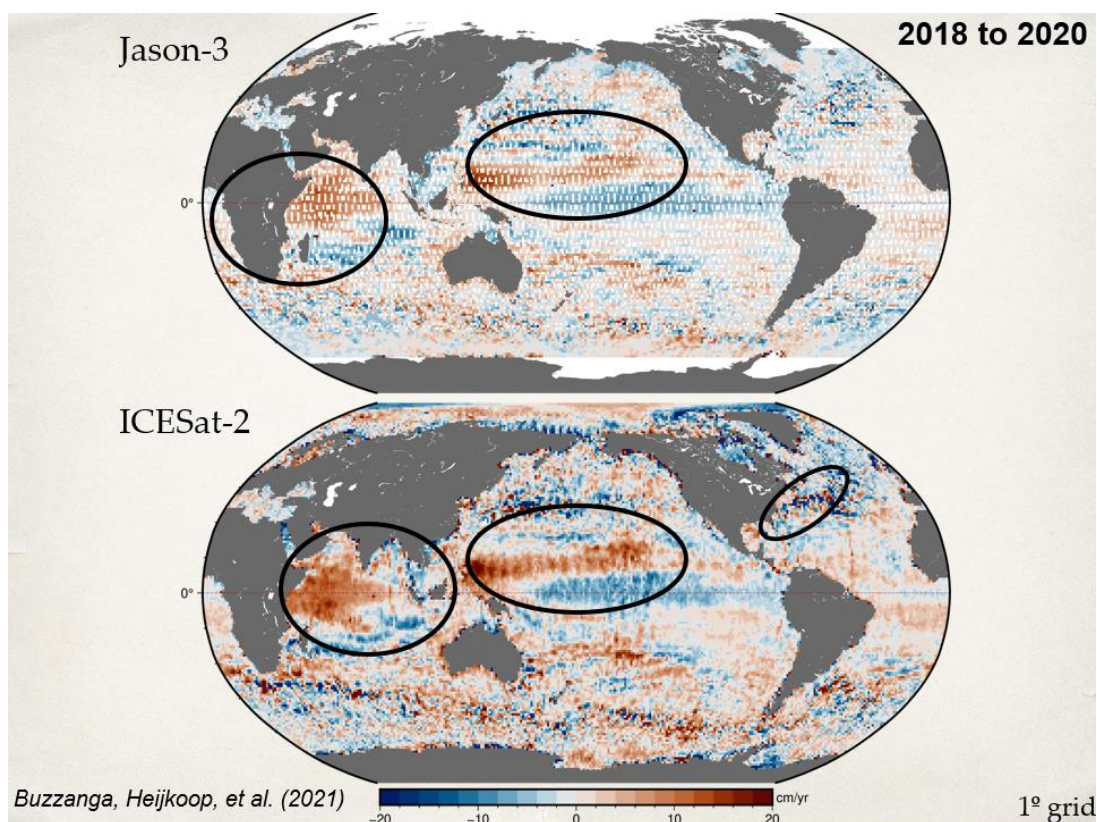 Jason-3
2018 to 2020
0°
ICESat-2
0°
Buzzanga, Heijkoop, et al. (2021)
cm/yr
−20 −10 0 10 20
1º grid